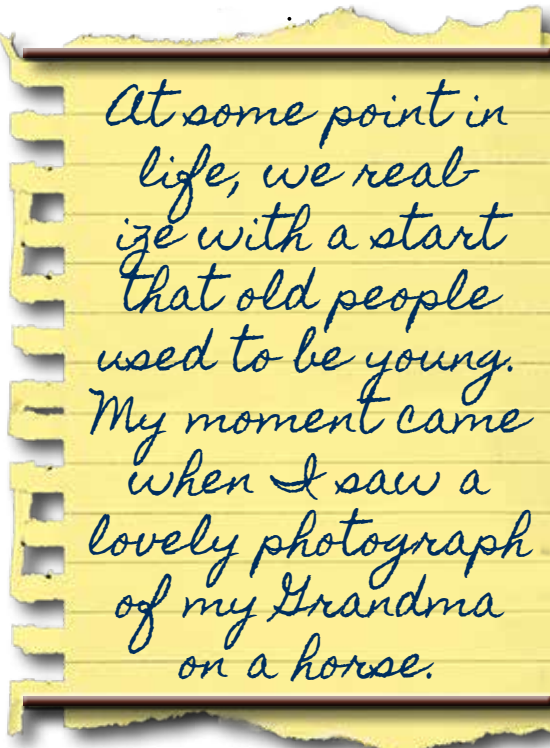 At some point in
life, we real-
ize with a start
that old people
used to be young.
My moment came
when I saw a
lovely photograph
of my Grandma
on a horse.